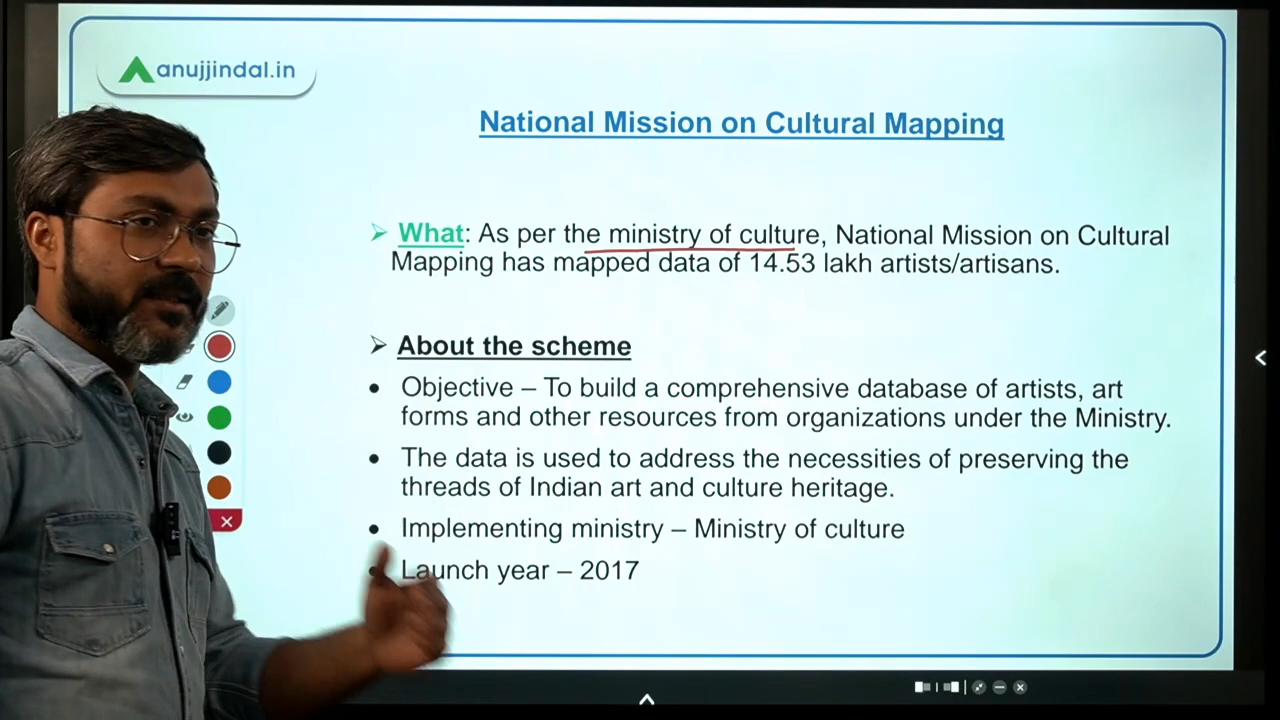 anujjindal.in
National Mission on Cultural Mapping
What: As per the ministry of culture, National Mission on Cultural
Mapping has mapped data of 14.53 lakh artists/artisans.
About the scheme
Objective – To build a comprehensive database of artists, art
forms and other resources from organizations under the Ministry.
The data is used to address the necessities of preserving the
threads of Indian art and culture heritage.
Implementing ministry – Ministry of culture
Launch year – 2017